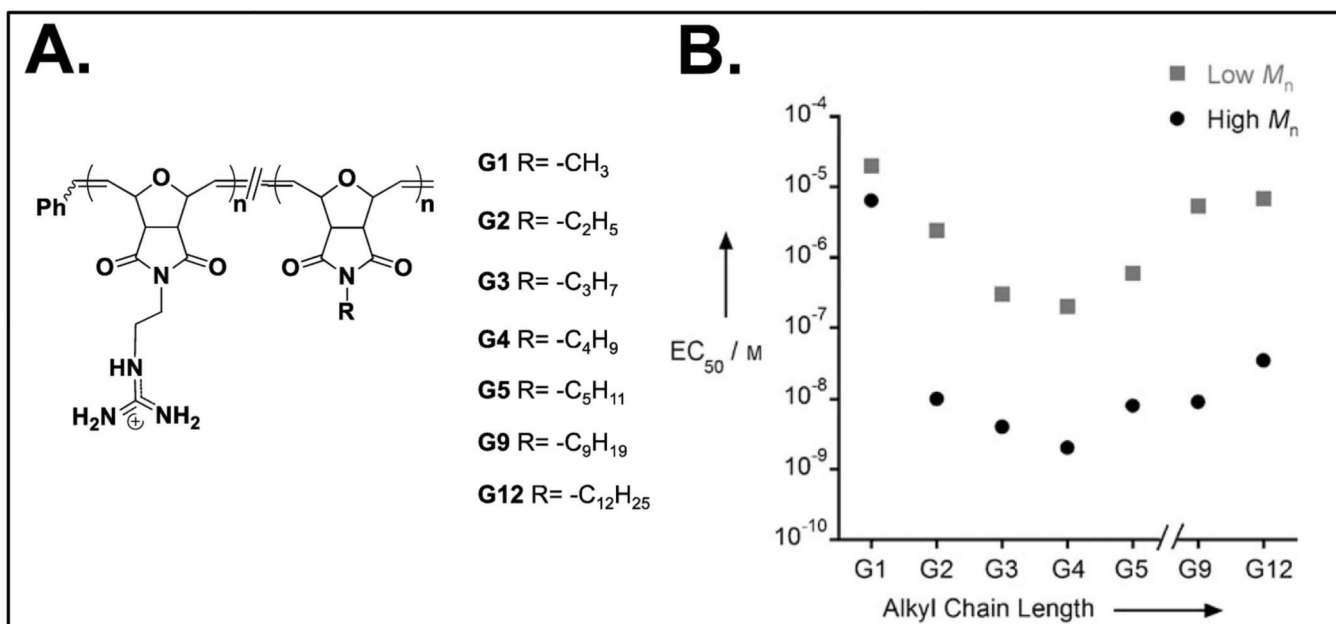 A.
O
Ph
n
O
n
O
N
O
O
N
O
R
HN
H₂N
NH₂
+
G1 R= -CH₃
G2 R= -C₂H₅
G3 R= -C₃H₇
G4 R= -C₄H₉
G5 R= -C₅H₁₁
G9 R= -C₉H₁₉
G12 R= -C₁₂H₂₅
B.
Low Mₙ
High Mₙ
10⁻⁴
10⁻⁵
10⁻⁶
10⁻⁷
10⁻⁸
10⁻⁹
10⁻¹⁰
EC₅₀ / M
G1 G2 G3 G4 G5 G9 G12
Alkyl Chain Length